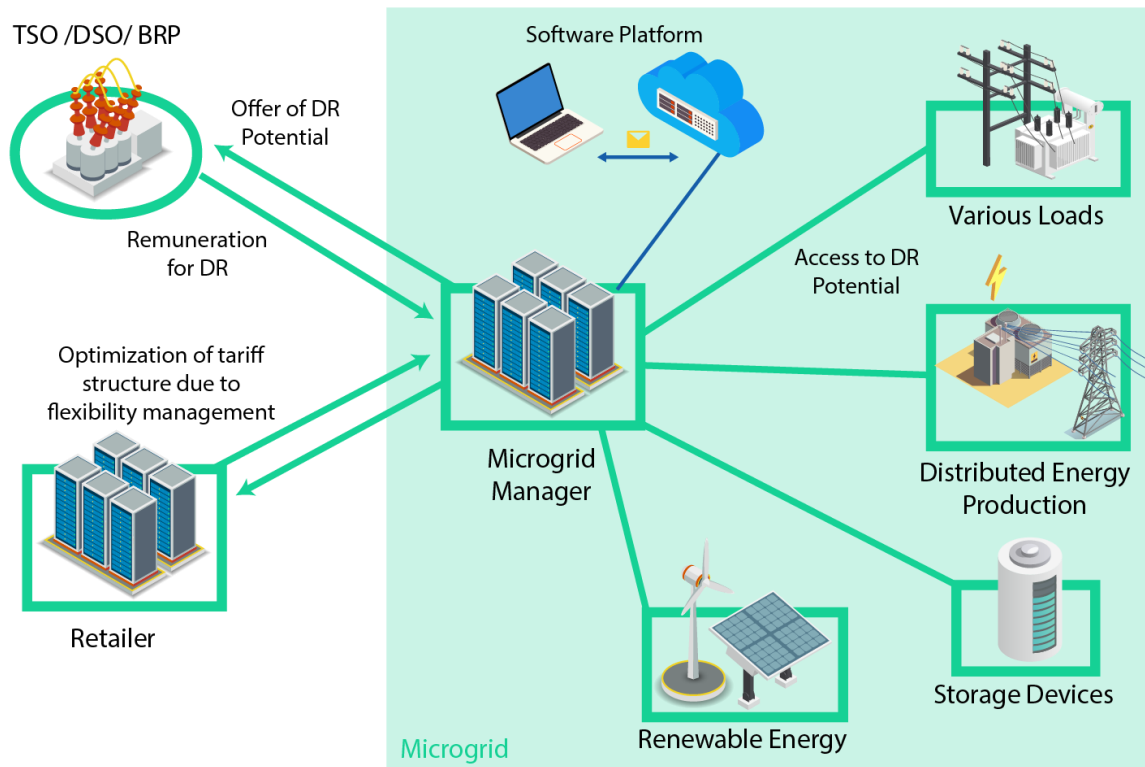 TSO /DSO/ BRP
Offer of DR
Potential
Remuneration
for DR
Optimization of tariff
structure due to
flexibility management
Retailer
Software Platform
Microgrid
Manager
Access to DR
Potential
Various Loads
Distributed Energy
Production
Storage Devices
Renewable Energy
Microgrid